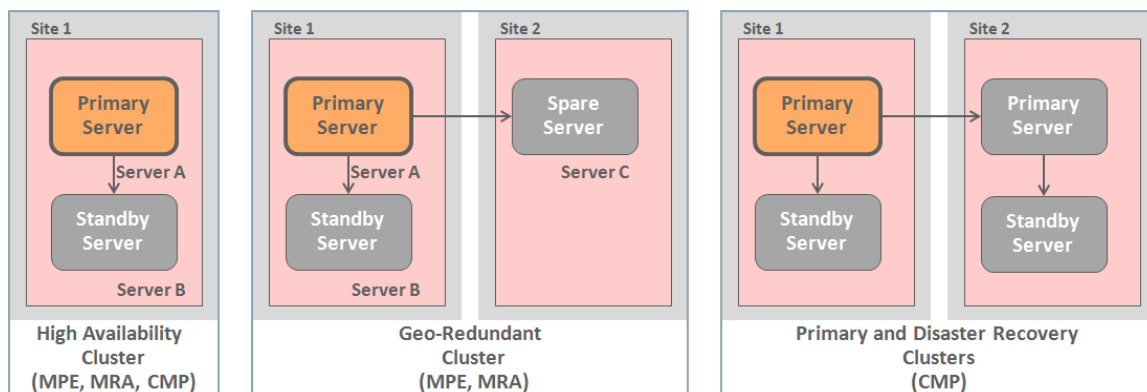 Site 1
Primary
Server
Server A
Standby
Server
Server B
High Availability
Cluster
(MPE, MRA, CMP)
Site 1
Site 2
Primary
Server
Spare
Server
Server A
Server C
Standby
Server
Server B
Geo-Redundant
Cluster
(MPE, MRA)
Site 1
Site 2
Primary
Server
Primary
Server
Standby
Server
Standby
Server
Primary and Disaster Recovery
Clusters
(CMP)